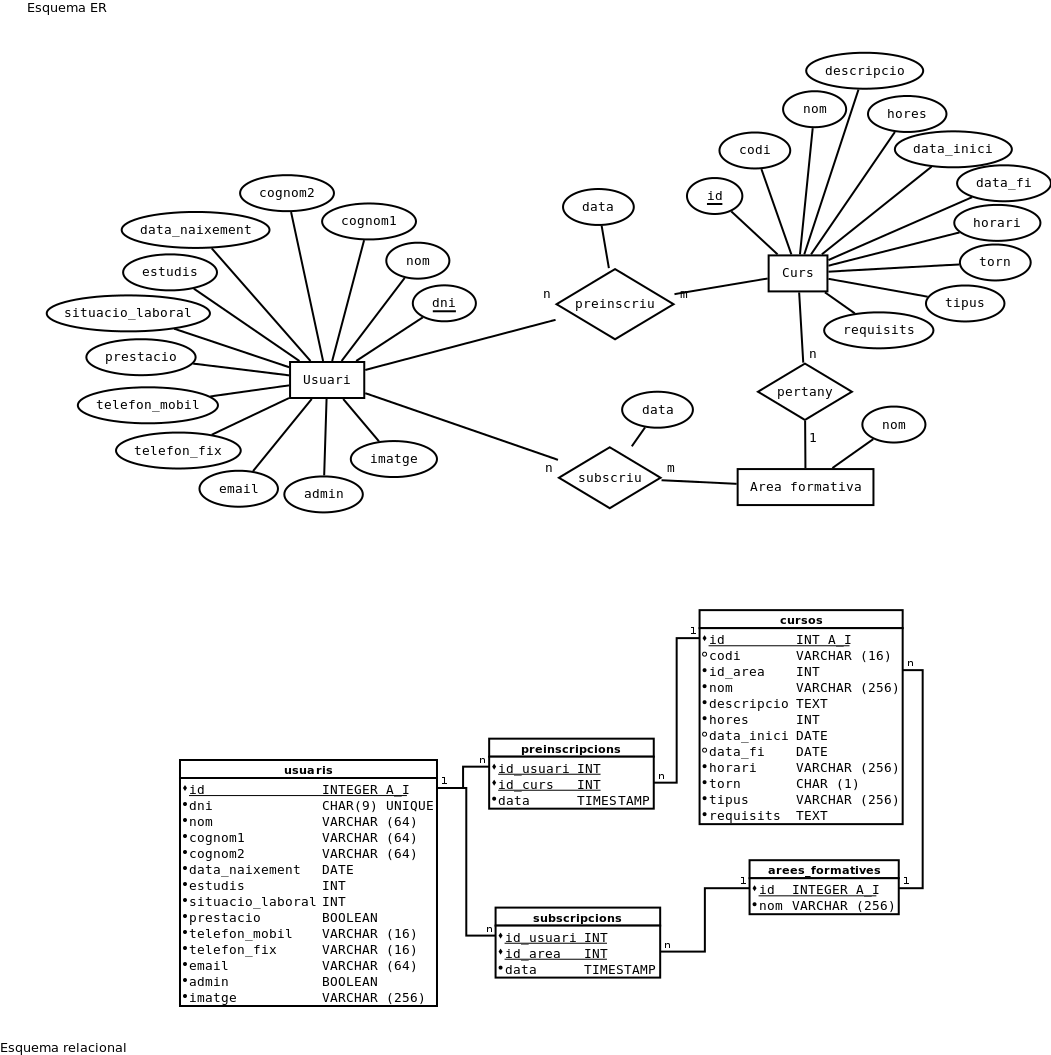 Esquema ER
descripcio
nom
hores
codi
data_inici
data_fi
id
horari
torn
tipus
requisits
Curs
cognom2
cognom1
data_naixement
nom
estudis
dni
situacio_laboral
prestacio
telefon_mobil
telefon_fix
email
admin
imatge
Usuari
data
n
preinscriu
m
n
pertany
1
data
n
subscriu
m
nom
Area formativa
cursos
id INT A_I
codi VARCHAR (16)
id_area INT
nom VARCHAR (256)
descripcio TEXT
hores INT
data_inici DATE
data_fi DATE
horari VARCHAR (256)
torn CHAR (1)
tipus VARCHAR (256)
requisits TEXT
1
n
preinscripcions
id_usuari INT
id_curs INT
data TIMESTAMP
n
n
usuaris
id INTEGER A_I
dni CHAR(9) UNIQUE
nom VARCHAR (64)
cognom1 VARCHAR (64)
cognom2 VARCHAR (64)
data_naixement DATE
estudis INT
situacio_laboral INT
prestacio BOOLEAN
telefon_mobil VARCHAR (16)
telefon_fix VARCHAR (16)
email VARCHAR (64)
admin BOOLEAN
imatge VARCHAR (256)
1
arees_formatives
id INTEGER A_I
nom VARCHAR (256)
1
1
subscripcions
id_usuari INT
id_area INT
data TIMESTAMP
n
n
Esquema relacional